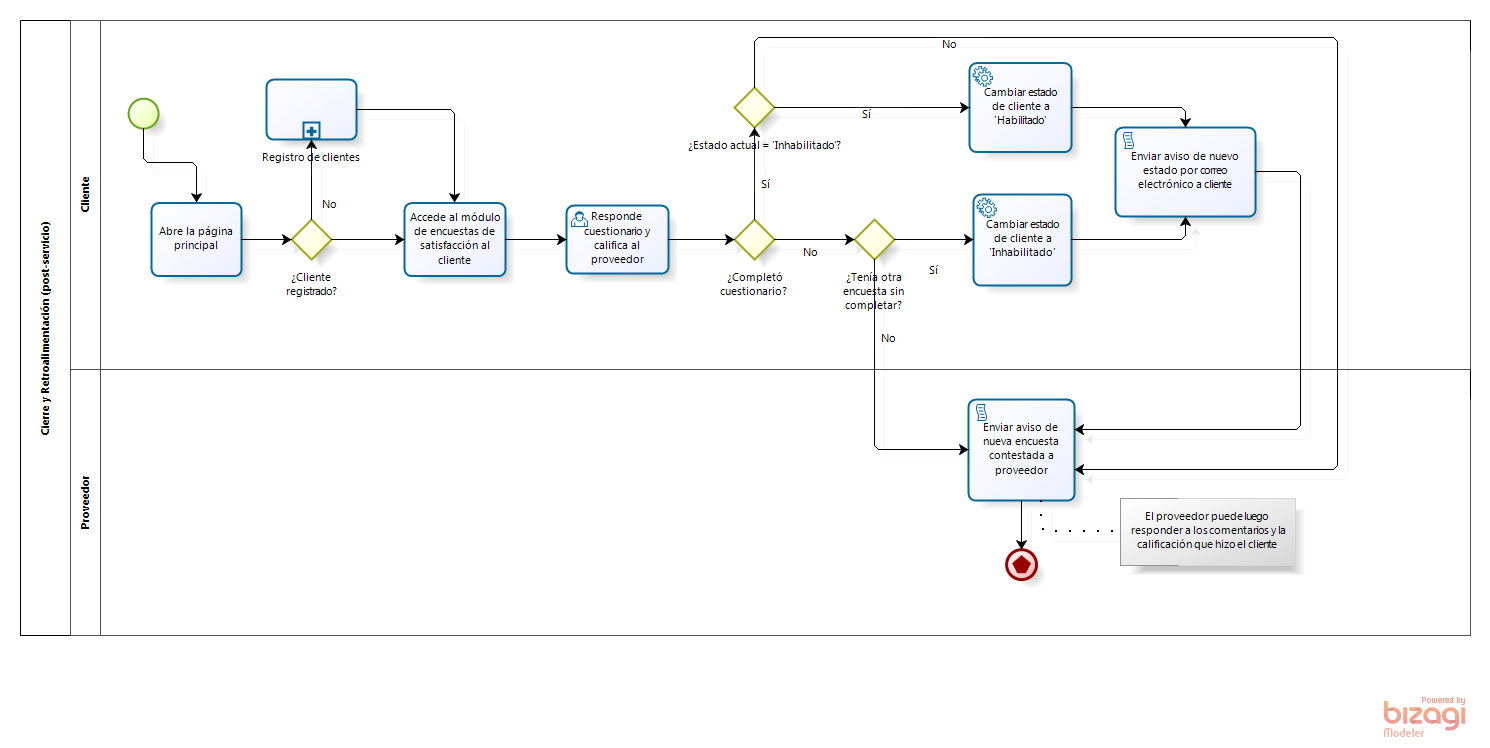 Cierre y Retroalimentación (post-servicio)
Cliente
Abre la página
principal
Registro de clientes
No
¿Cliente
registrado?
Accede al módulo
de encuestas de
satisfacción al
cliente
Responde
cuestionario y
califica al
proveedor
¿Completó
cuestionario?
Sí
¿Estado actual = 'Inhabilitado'?
No
Sí
Cambiar estado
de cliente a
'Habilitado'
No
¿Tenía otra
encuesta sin
completar?
Sí
Cambiar estado
de cliente a
'Inhabilitado'
Enviar aviso de nuevo
estado por correo
electrónico a cliente
No
Proveedor
Enviar aviso de
nueva encuesta
contestada a
proveedor
El proveedor puede luego
responder a los comentarios y la
calificación que hizo el cliente
Powered by
bizagi
Modeler